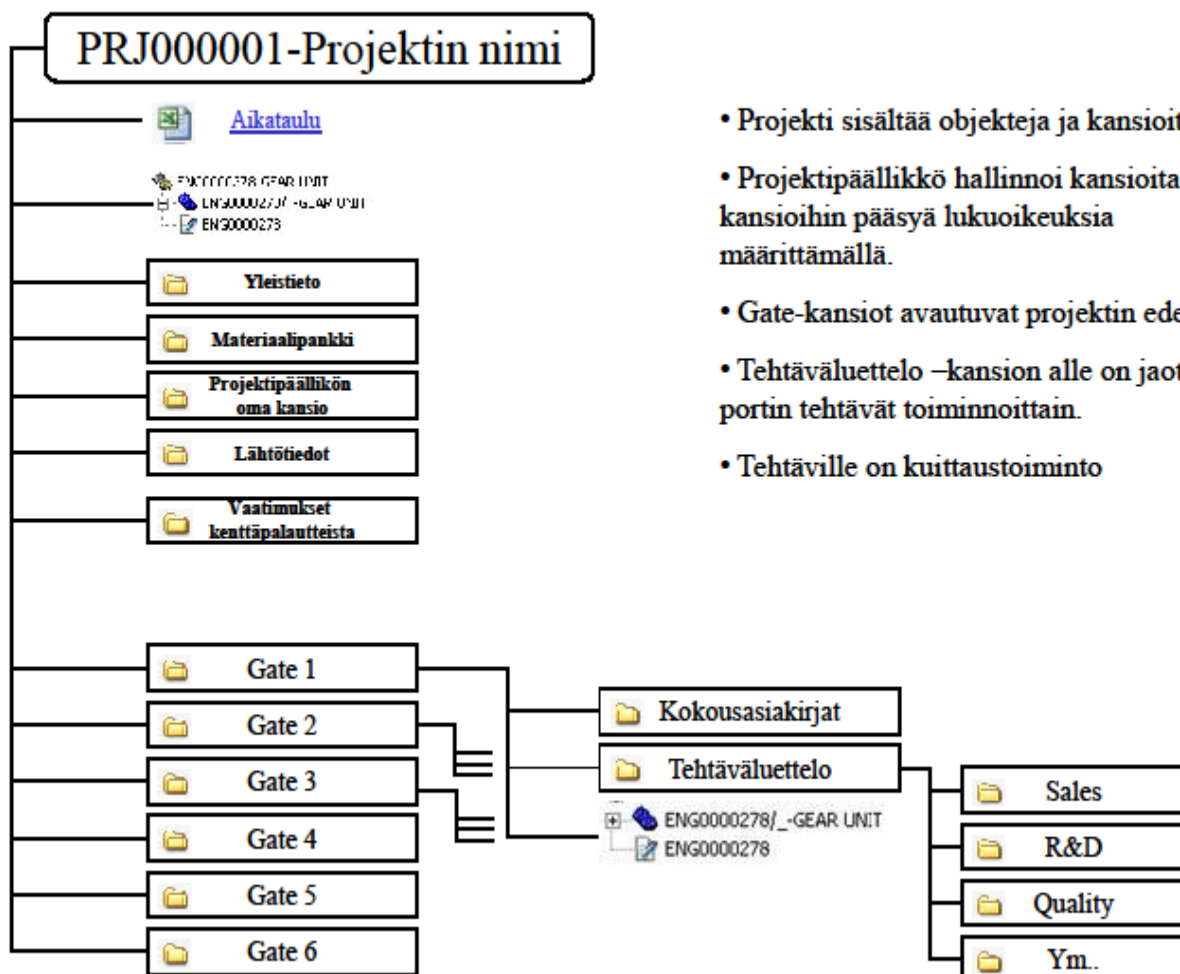 PRJ000001-Projektin nimi
Aikataulu
GEAR UNIT
ENG0000278
Yleistieto
Materiaalipankki
Projektipäällikön
oma kansio
Lähtötiedot
Vaatimukset
kenttäpalautteista
• Projekti sisältää objekteja ja kansioit
• Projektipäällikkö hallinnoi kansioita
kansioihin pääsyä lukuoikeuksia
määrittämällä.
• Gate-kansiot avautuvat projektin ede
• Tehtäväluettelo –kansion alle on jaot
portin tehtävät toiminnoittain.
• Tehtäville on kuittaustoiminto
Gate 1
Gate 2
Gate 3
Gate 4
Gate 5
Gate 6
Kokousasiakirjat
Tehtäväluettelo
ENG0000278/_-GEAR UNIT
ENG0000278
Sales
R&D
Quality
Ym..